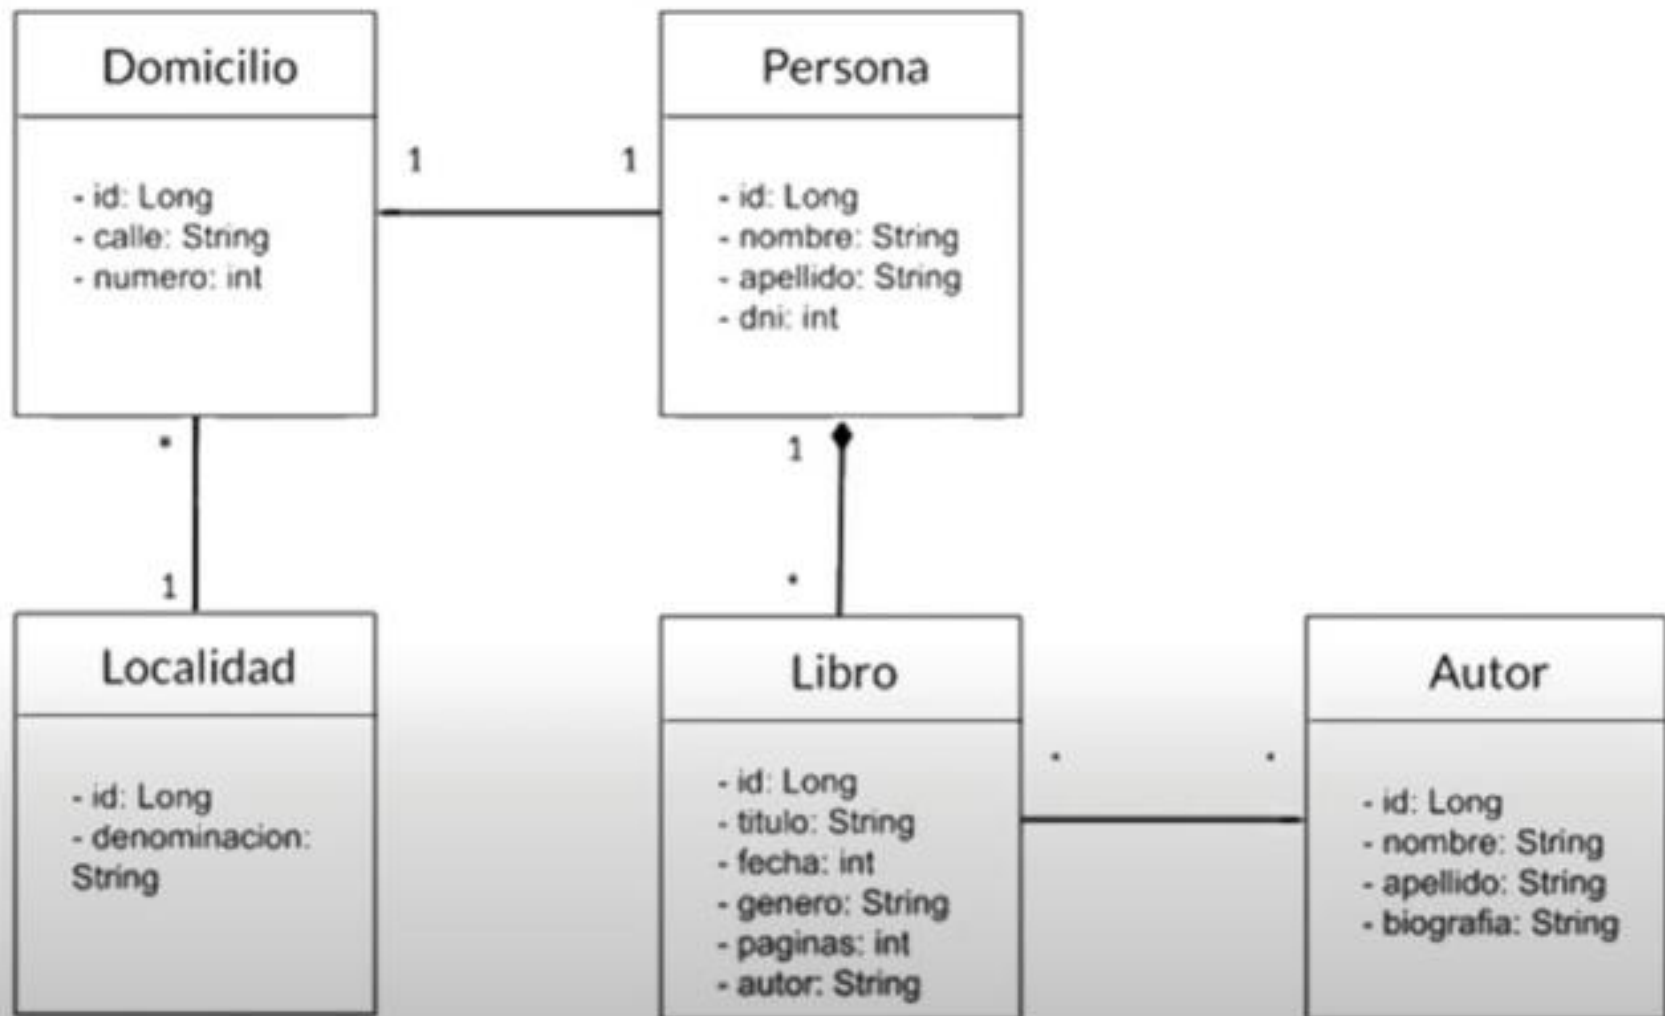 Domicilio
- id: Long
- calle: String
- numero: int
1
1
Persona
- id: Long
- nombre: String
- apellido: String
- dni: int
*
1
1
*
Localidad
- id: Long
- denominacion:
String
Libro
- id: Long
- titulo: String
- fecha: int
- genero: String
- paginas: int
- autor: String
*
*
Autor
- id: Long
- nombre: String
- apellido: String
- biografia: String